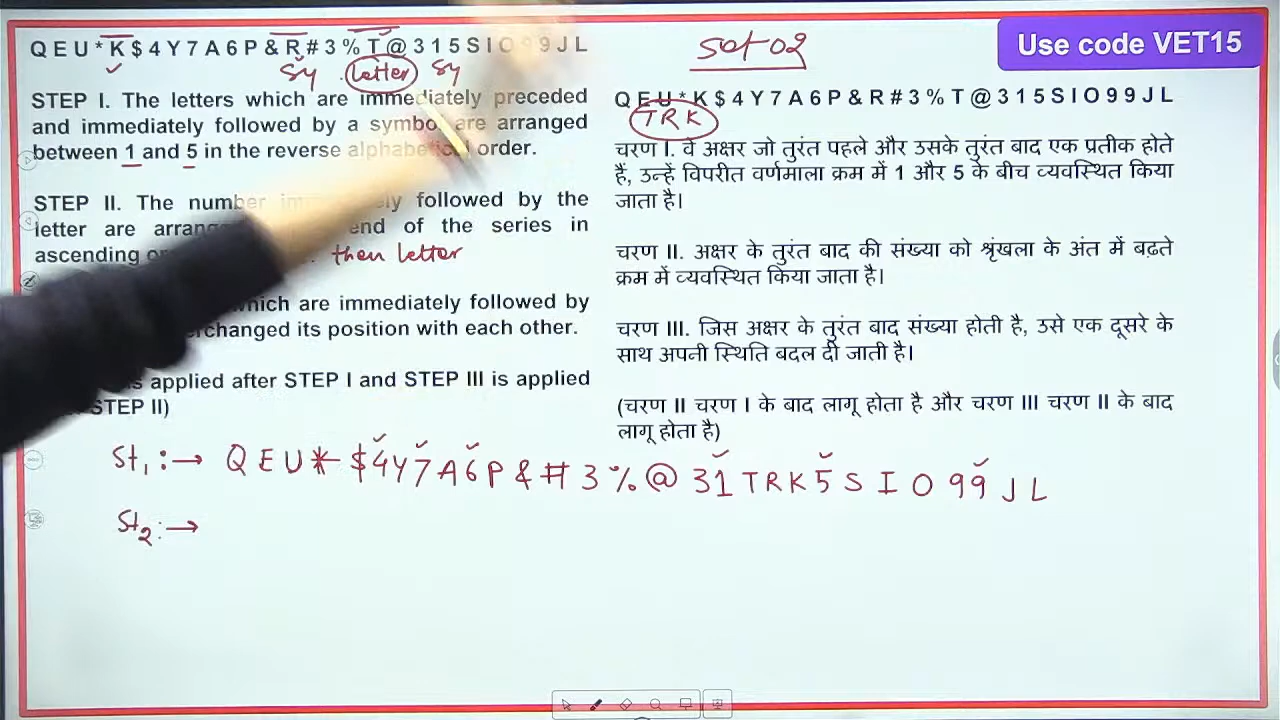 Q E U * K $ 4 Y 7 A 6 P & R # 3 % T @ 3 1 5 S I O 9 9 J L
Sy letter Sy
STEP I. The letters which are immediately preceded
and immediately followed by a symbol are arranged
between 1 and 5 in the reverse alphabetical order.
STEP II. The number followed by the
letter are end of the series in
ascending then letter
which are immediately followed by
its position with each other.
applied after STEP I and STEP III is applied
STEP II)
Set 02
Use code VET15
Q E U * K $ 4 Y 7 A 6 P & R # 3 % T @ 3 1 5 S I O 9 9 J L
TRK
चरण I. वे अक्षर जो तुरंत पहले और उसके तुरंत बाद एक प्रतीक होते
हैं, उन्हें विपरीत वर्णमाला क्रम में 1 और 5 के बीच व्यवस्थित किया
जाता है।
चरण II. अक्षर के तुरंत बाद की संख्या को श्रृंखला के अंत में बढ़ते
क्रम में व्यवस्थित किया जाता है।
चरण III. जिस अक्षर के तुरंत बाद संख्या होती है, उसे एक दूसरे के
साथ अपनी स्थिति बदल दी जाती है।
(चरण II चरण I के बाद लागू होता है और चरण III चरण II के बाद
लागू होता है)
St1 :→ Q E U * $ 4 Y 7 A 6 P & # 3 % @ 3 1 T R K 5 S I O 9 9 J L
St2 :→